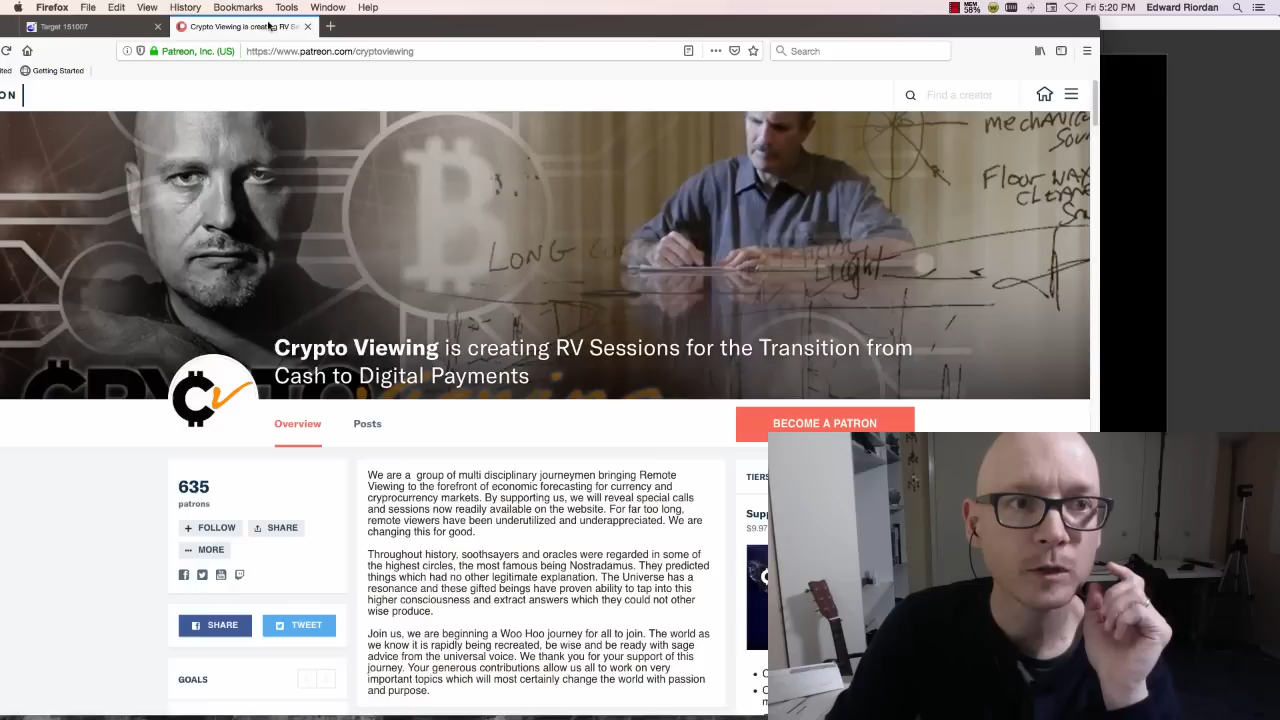 Firefox File Edit View History Bookmarks Tools Window Help
MEM 58% Fri 5:20 PM Edward Riordan
Target 151007 Crypto Viewing is creating RV Se
Patreon, Inc. (US) https://www.patreon.com/cryptoviewing Search
Getting Started
ON Find a creator
LONG
Light
Crypto Viewing is creating RV Sessions for the Transition from
Cash to Digital Payments
Overview Posts BECOME A PATRON
635
patrons
FOLLOW SHARE
MORE
SHARE TWEET
GOALS
We are a group of multi disciplinary journeymen bringing Remote
Viewing to the forefront of economic forecasting for currency and
cryprocurrency markets. By supporting us, we will reveal special calls
and sessions now readily available on the website. For far too long,
remote viewers have been underutilized and underappreciated. We are
changing this for good.
Throughout history, soothsayers and oracles were regarded in some of
the highest circles, the most famous being Nostradamus. They predicted
things which had no other legitimate explanation. The Universe has a
resonance and these gifted beings have proven ability to tap into this
higher consciousness and extract answers which they could not other
wise produce.
Join us, we are beginning a Woo Hoo journey for all to join. The world as
we know it is rapidly being recreated, be wise and be ready with sage
advice from the universal voice. We thank you for your support of this
journey. Your generous contributions allow us all to work on very
important topics which will most certainly change the world with passion
and purpose.
TIERS
Supp
$9.97